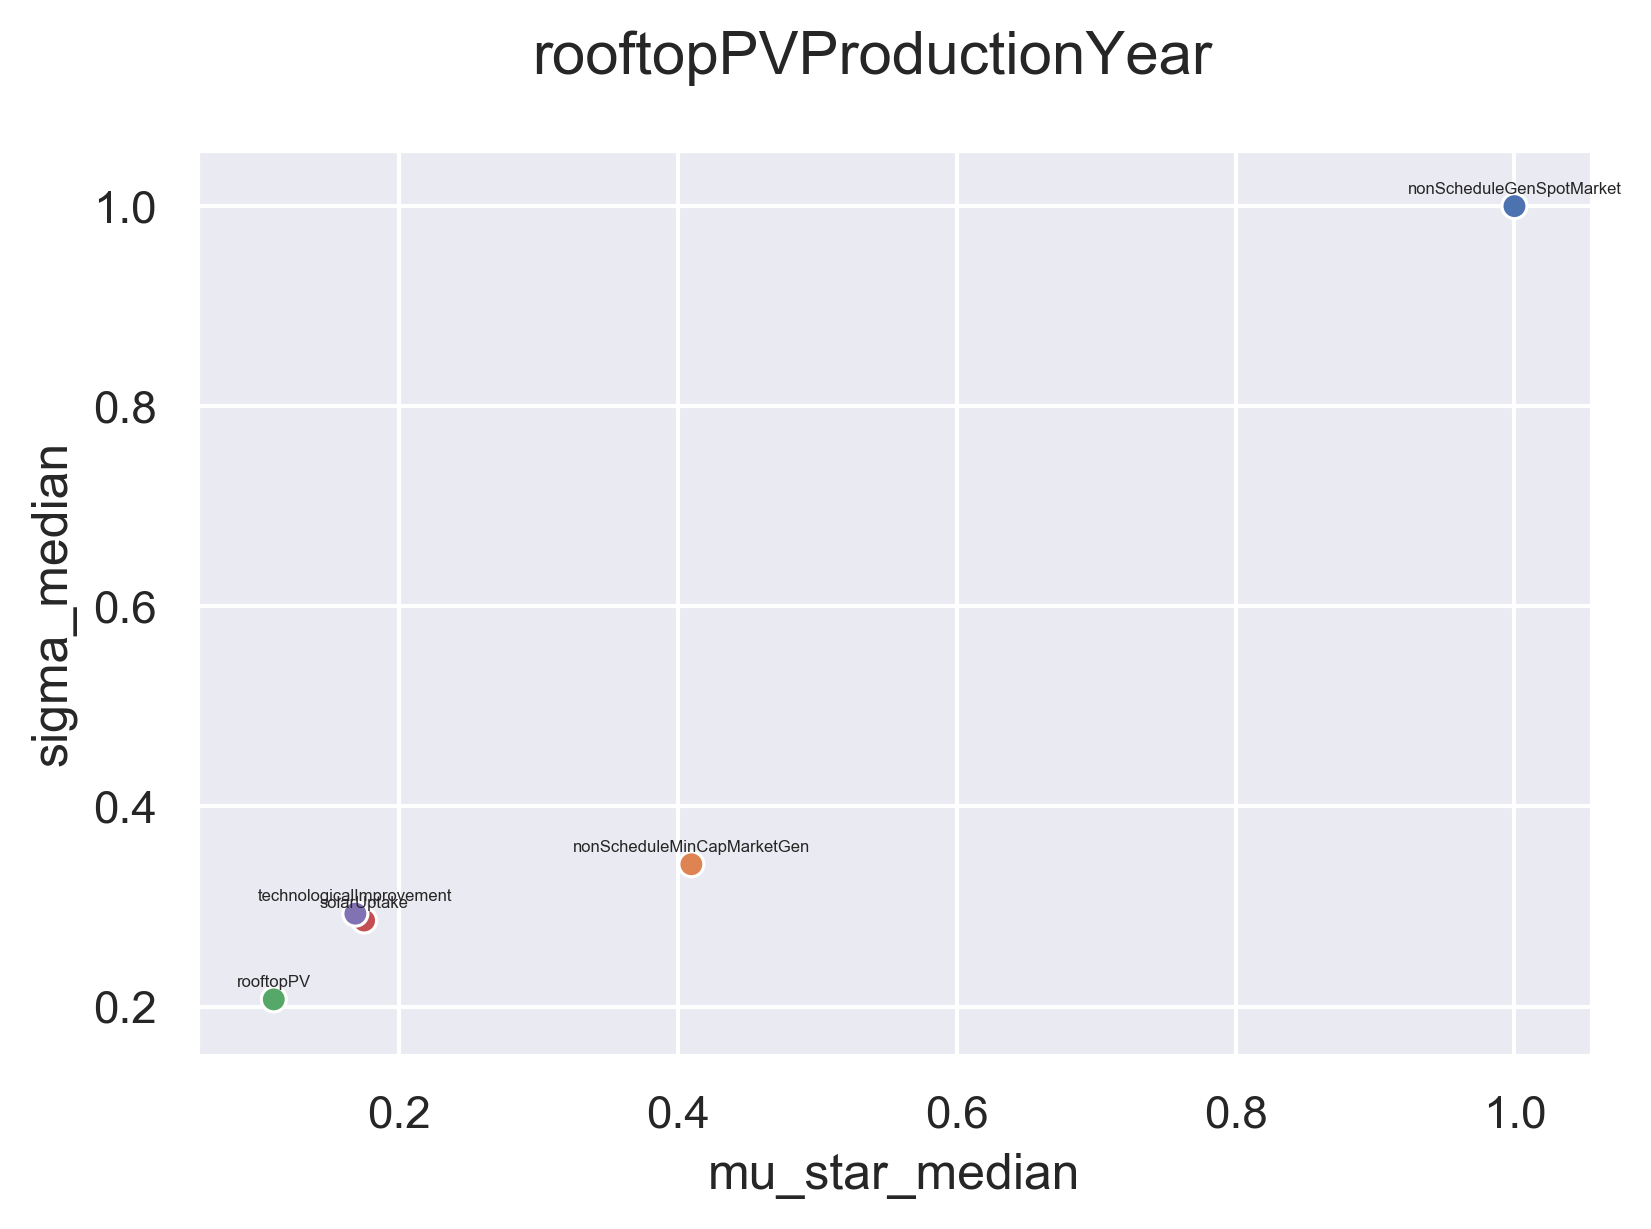 rooftopPVProductionYear
nonScheduleGenSpotMarket
1.0
0.8
0.6
0.4
0.2
sigma_median
nonScheduleMinCapMarketGen
technologicalImprovement
solarUptake
rooftopPV
0.2
0.4
0.6
0.8
1.0
mu_star_median